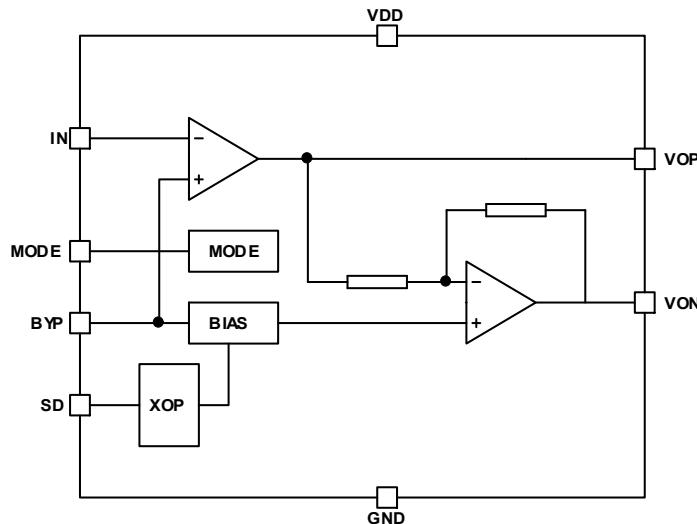 VDD
IN
−
+
VOP
MODE
MODE
−
BYP
BIAS
+
VON
SD
XOP
GND